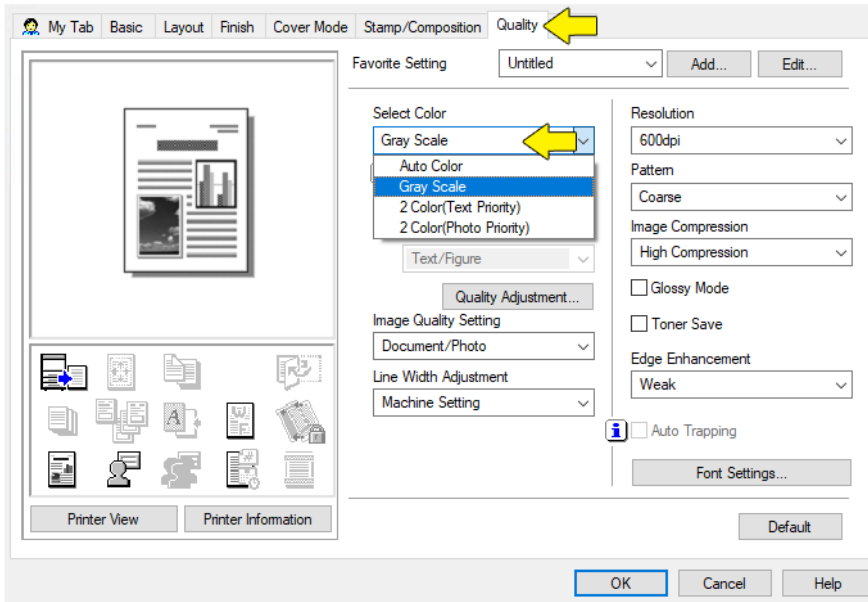 My Tab Basic Layout Finish Cover Mode Stamp/Composition Quality
Favorite Setting Untitled Add... Edit...
Select Color
Gray Scale
Auto Color
Gray Scale
2 Color(Text Priority)
2 Color(Photo Priority)
Text/Figure
Quality Adjustment...
Image Quality Setting
Document/Photo
Line Width Adjustment
Machine Setting
Resolution
600dpi
Pattern
Coarse
Image Compression
High Compression
Glossy Mode
Toner Save
Edge Enhancement
Weak
Auto Trapping
Font Settings...
Printer View Printer Information
Default
OK Cancel Help